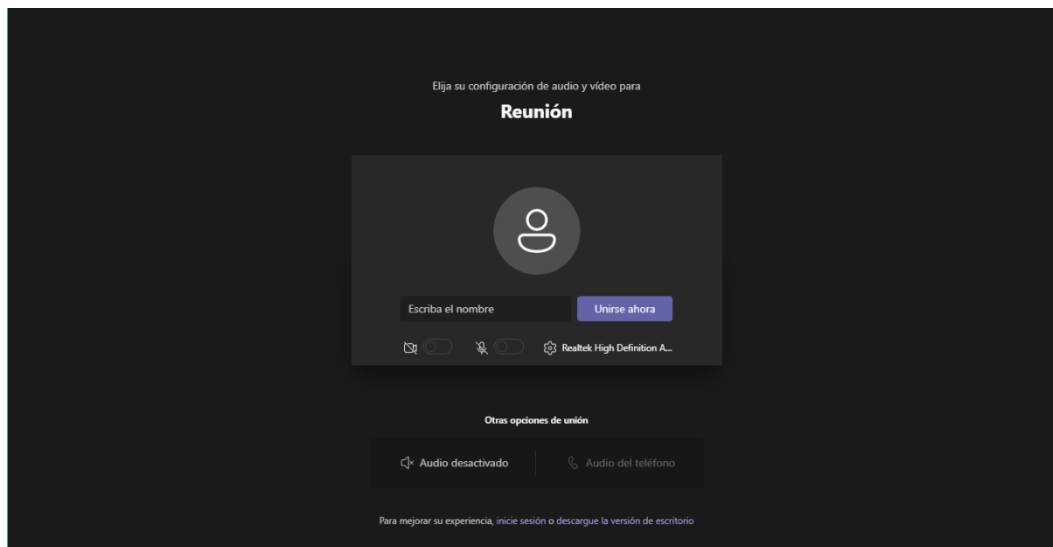 Elija su configuración de audio y vídeo para
Reunión
Escriba el nombre
Unirse ahora
Realtek High Definition A...
Otras opciones de unión
Audio desactivado
Audio del teléfono
Para mejorar su experiencia, inicie sesión o descargue la versión de escritorio